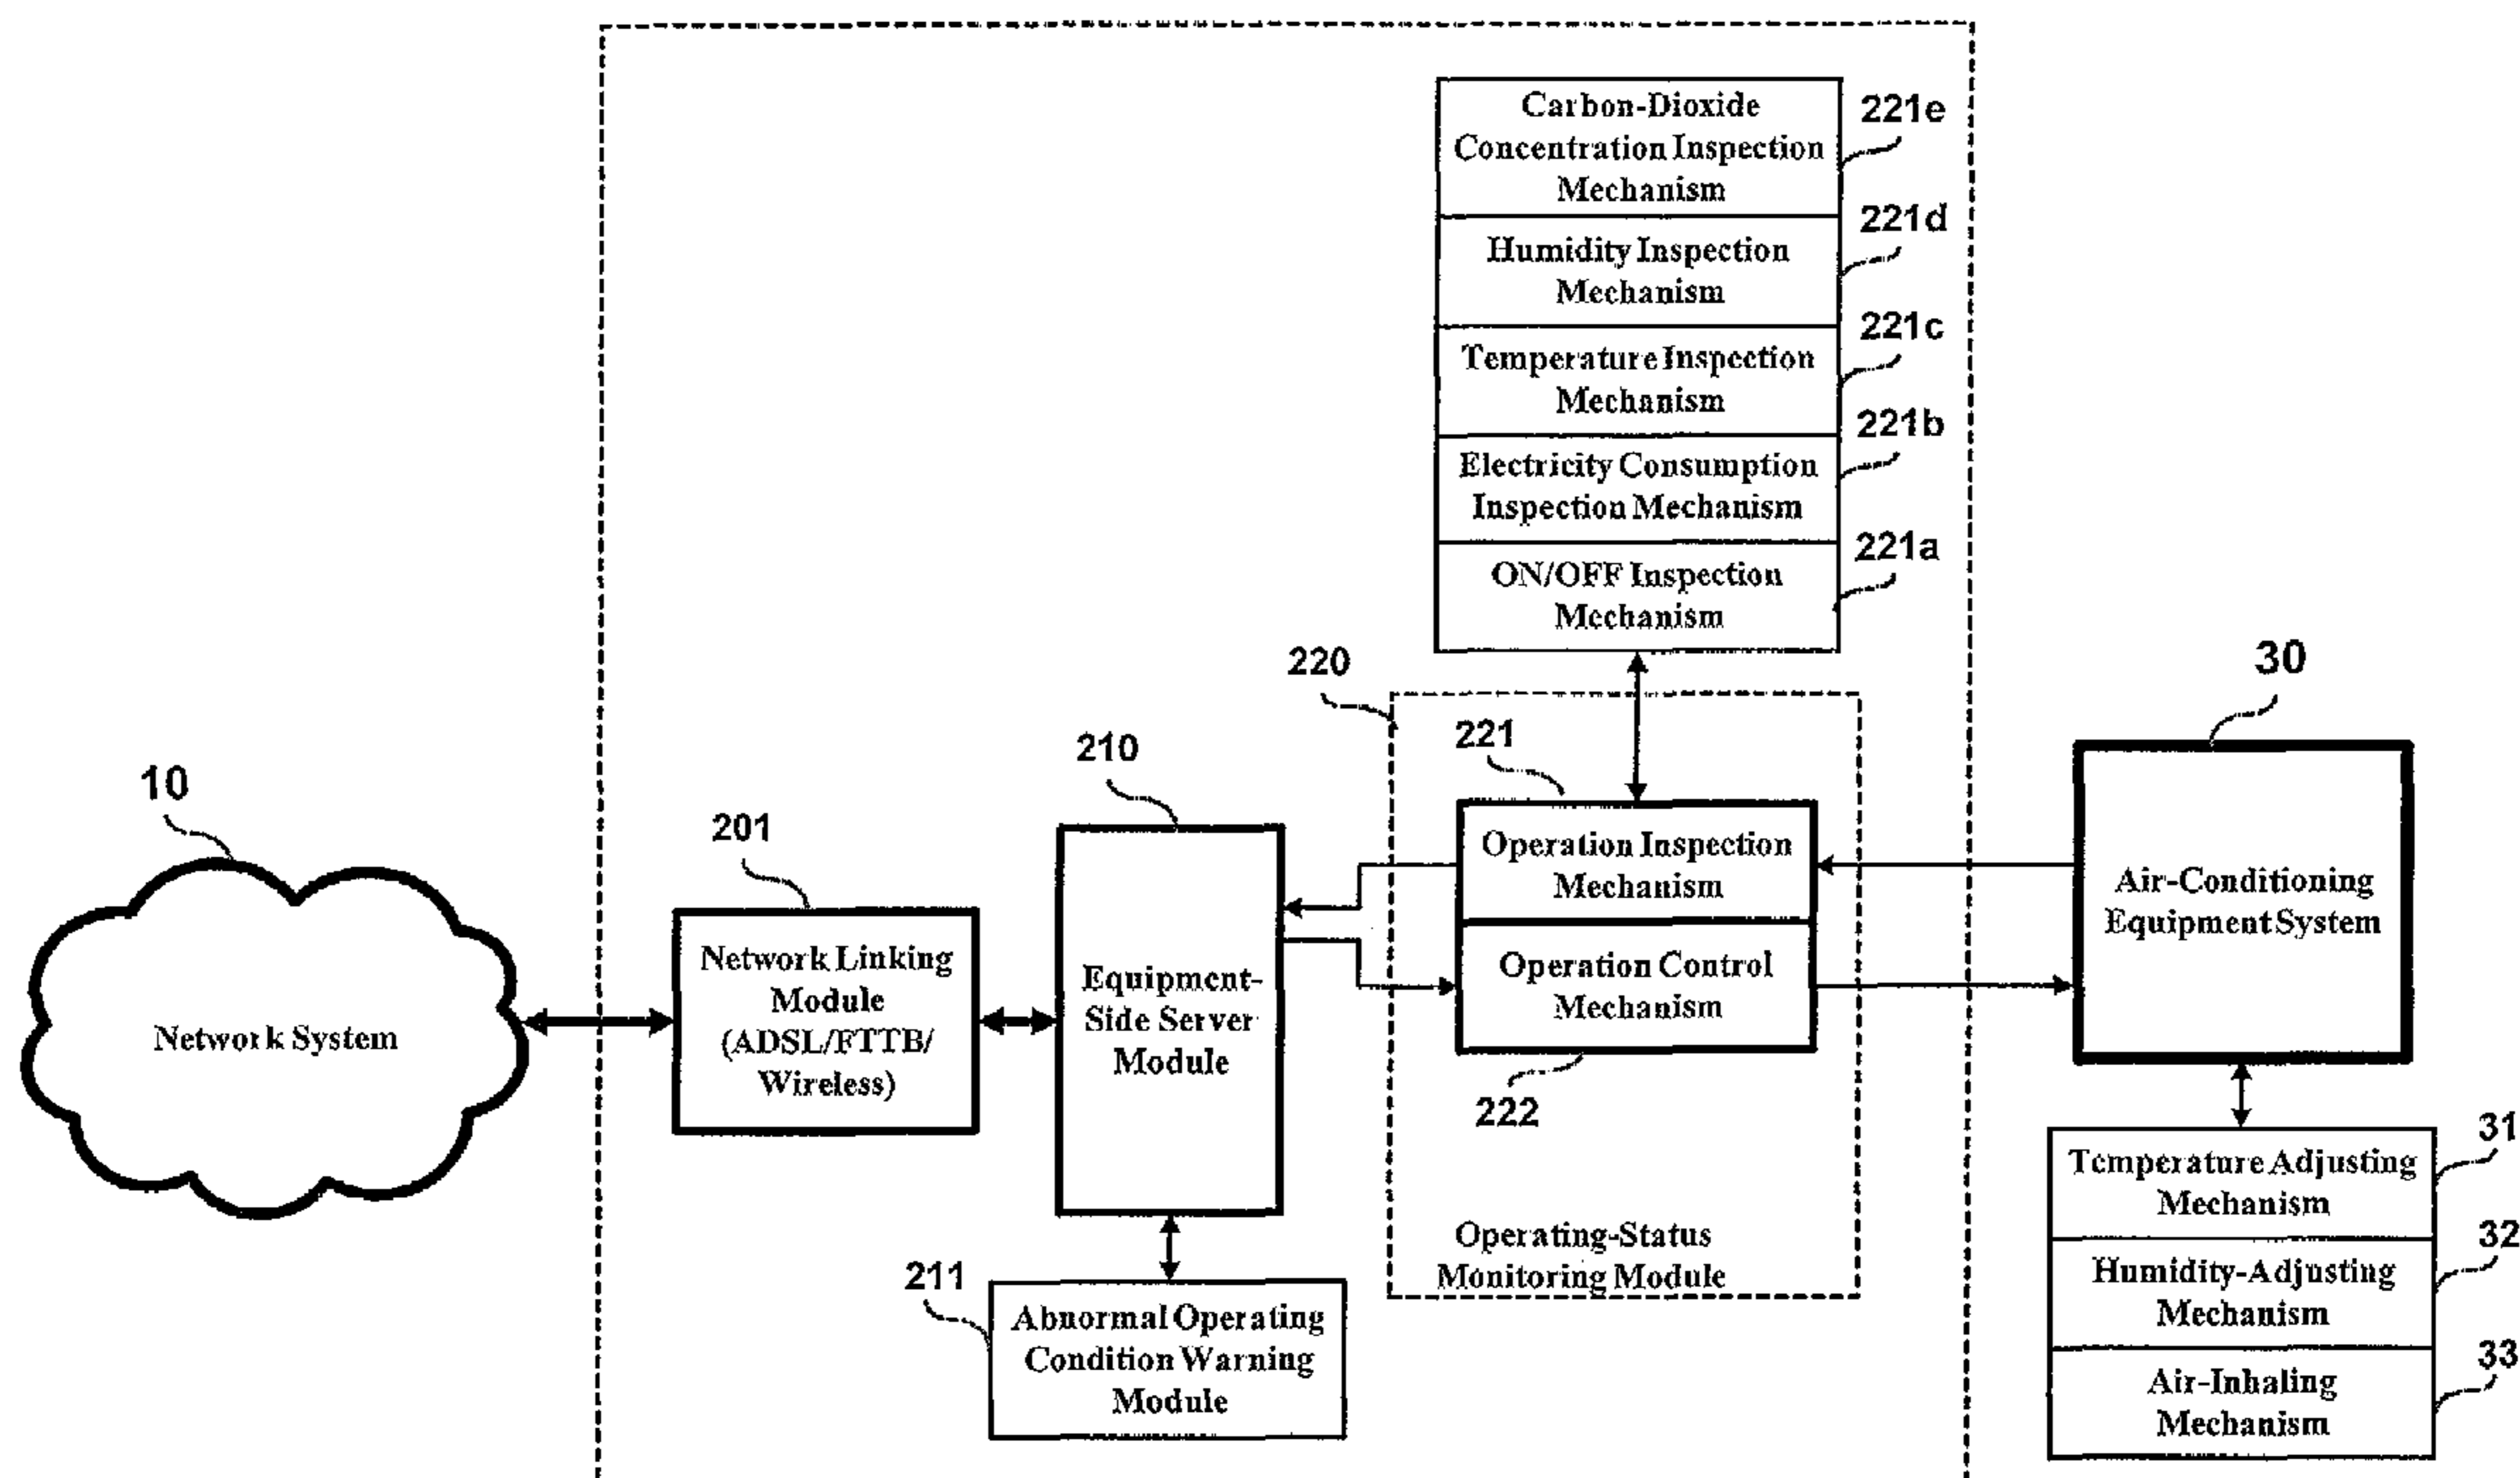 Carbon-Dioxide
Concentration Inspection
Mechanism
221e
Humidity Inspection
Mechanism
221d
Temperature Inspection
Mechanism
221c
Electricity Consumption
Inspection Mechanism
221b
ON/OFF Inspection
Mechanism
221a
10
Network System
201
Network Linking
Module
(ADSL/FTTB/
Wireless)
210
Equipment-
Side Server
Module
211
Abnormal Operating
Condition Warning
Module
220
221
Operation Inspection
Mechanism
Operation Control
Mechanism
222
Operating-Status
Monitoring Module
30
Air-Conditioning
Equipment System
Temperature Adjusting
Mechanism
31
Humidity-Adjusting
Mechanism
32
Air-Inhaling
Mechanism
33